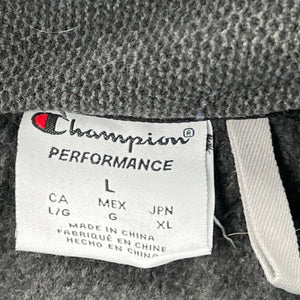 Champion®
PERFORMANCE
L
CA MEX JPN
L/G G XL
MADE IN CHINA
FABRIQUÉ EN CHINE
HECHO EN CHINA